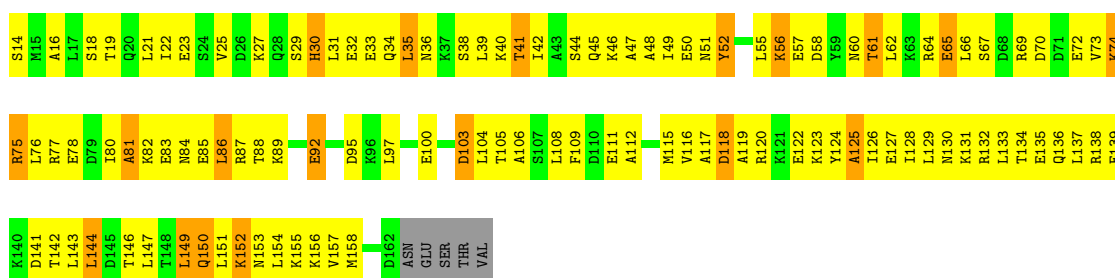 S14 M15 A16 L17 S18 T19 Q20 L21 I22 E23 S24 V25 D26 K27 Q28 S29 H30 L31 E32 E33 Q34 L35 N36 K37 S38 L39 K40 T41 I42 A43 S44 Q45 K46 A47 A48 I49 E50 N51 Y52 L55 K56 E57 D58 Y59 N60 T61 L62 K63 R64 E65 L66 S67 D68 R69 D70 D71 E72 V73 K74
R75 L76 R77 E78 D79 I80 A81 K82 E83 N84 E85 L86 R87 T88 K89 E92 D95 K96 L97 E100 D103 L104 T105 A106 S107 L108 F109 D110 E111 A112 M115 V116 A117 D118 A119 R120 K121 E122 K123 Y124 A125 I126 E127 I128 L129 N130 K131 R132 L133 T134 E135 Q136 L137 R138 E139
K140 D141 T142 L143 L144 D145 T146 L147 T148 L149 Q150 L151 K152 N153 L154 K155 K156 V157 M158 D162 ASN GLU SER THR VAL